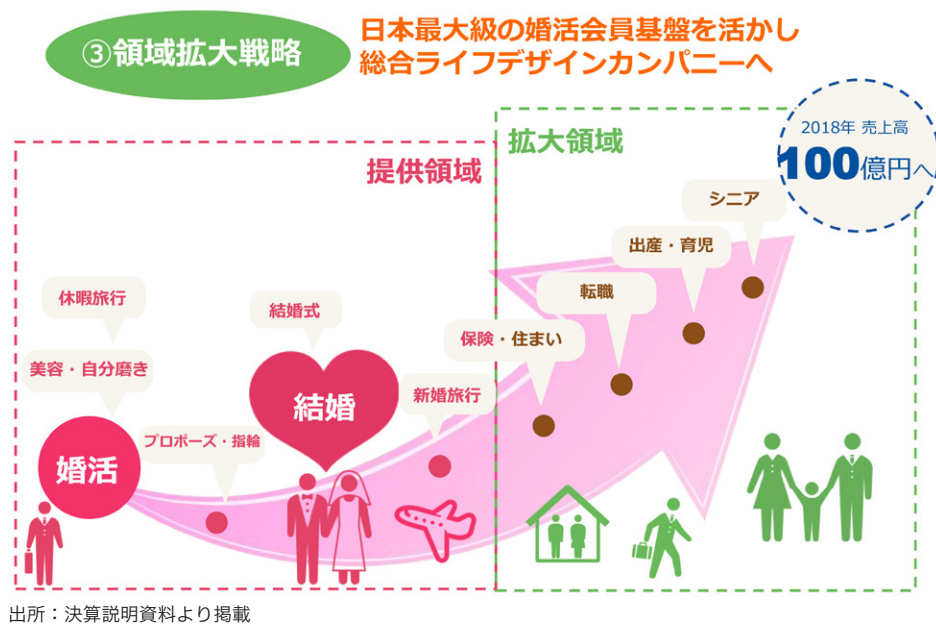 ③領域拡大戦略
日本最大級の婚活会員基盤を活かし
総合ライフデザインカンパニーへ
2018年 売上高
100億円へ
拡大領域
提供領域
シニア
出産・育児
転職
保険・住まい
休暇旅行
結婚式
美容・自分磨き
新婚旅行
結婚
プロポーズ・指輪
婚活
出所：決算説明資料より掲載